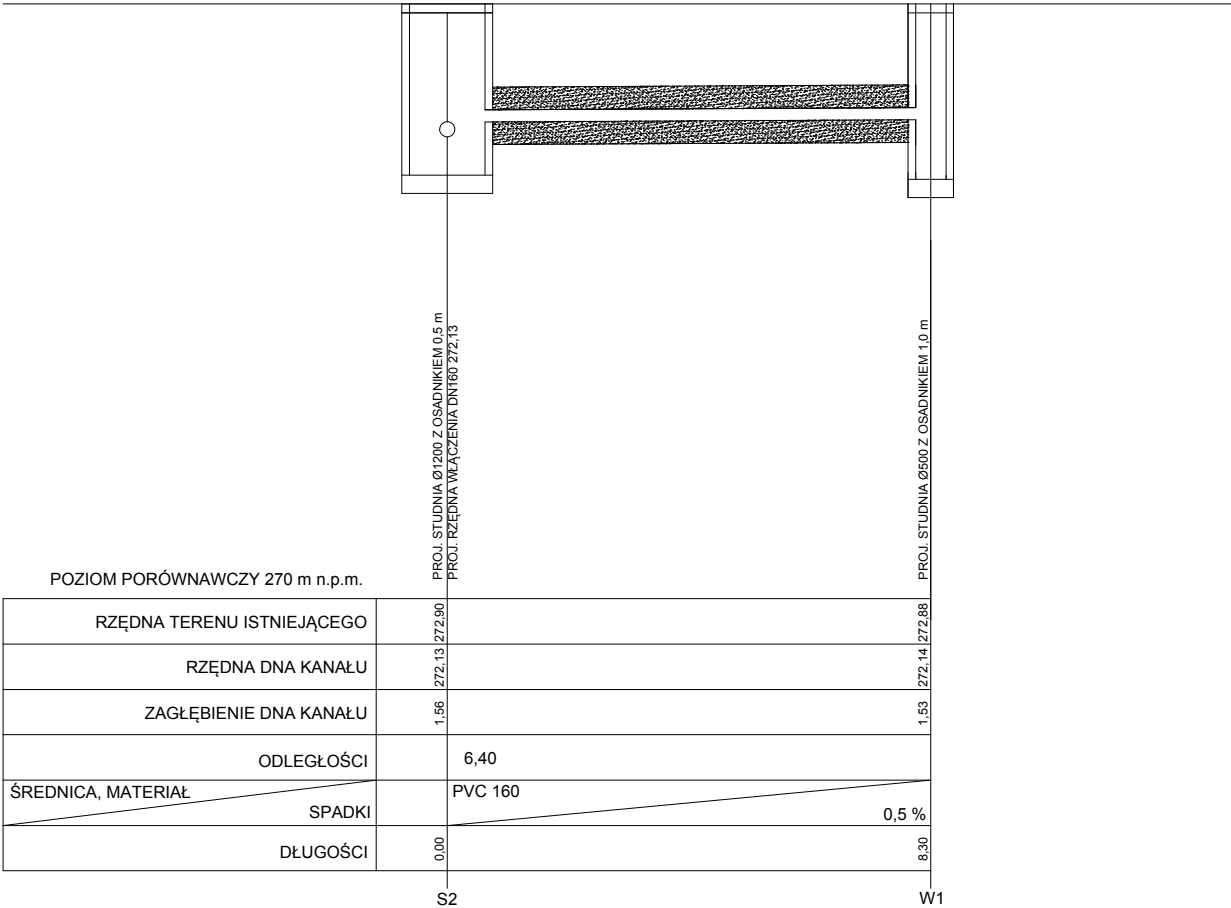 PROJ. STUDNIA Ø1200 Z OSADNIKIEM 0,5 m
PROJ. RZĘDNA WŁĄCZENIA DN160 272,13
PROJ. STUDNIA Ø500 Z OSADNIKIEM 1,0 m
POZIOM PORÓWNAWCZY 270 m n.p.m.
RZĘDNA TERENU ISTNIEJĄCEGO 272,90 272,88
RZĘDNA DNA KANAŁU 272,13 272,14
ZAGŁĘBIENIE DNA KANAŁU 1,56 1,53
ODLEGŁOŚCI 6,40
ŚREDNICA, MATERIAŁ PVC 160
SPADKI 0,5 %
DŁUGOŚCI 0,00 8,30
S2 W1